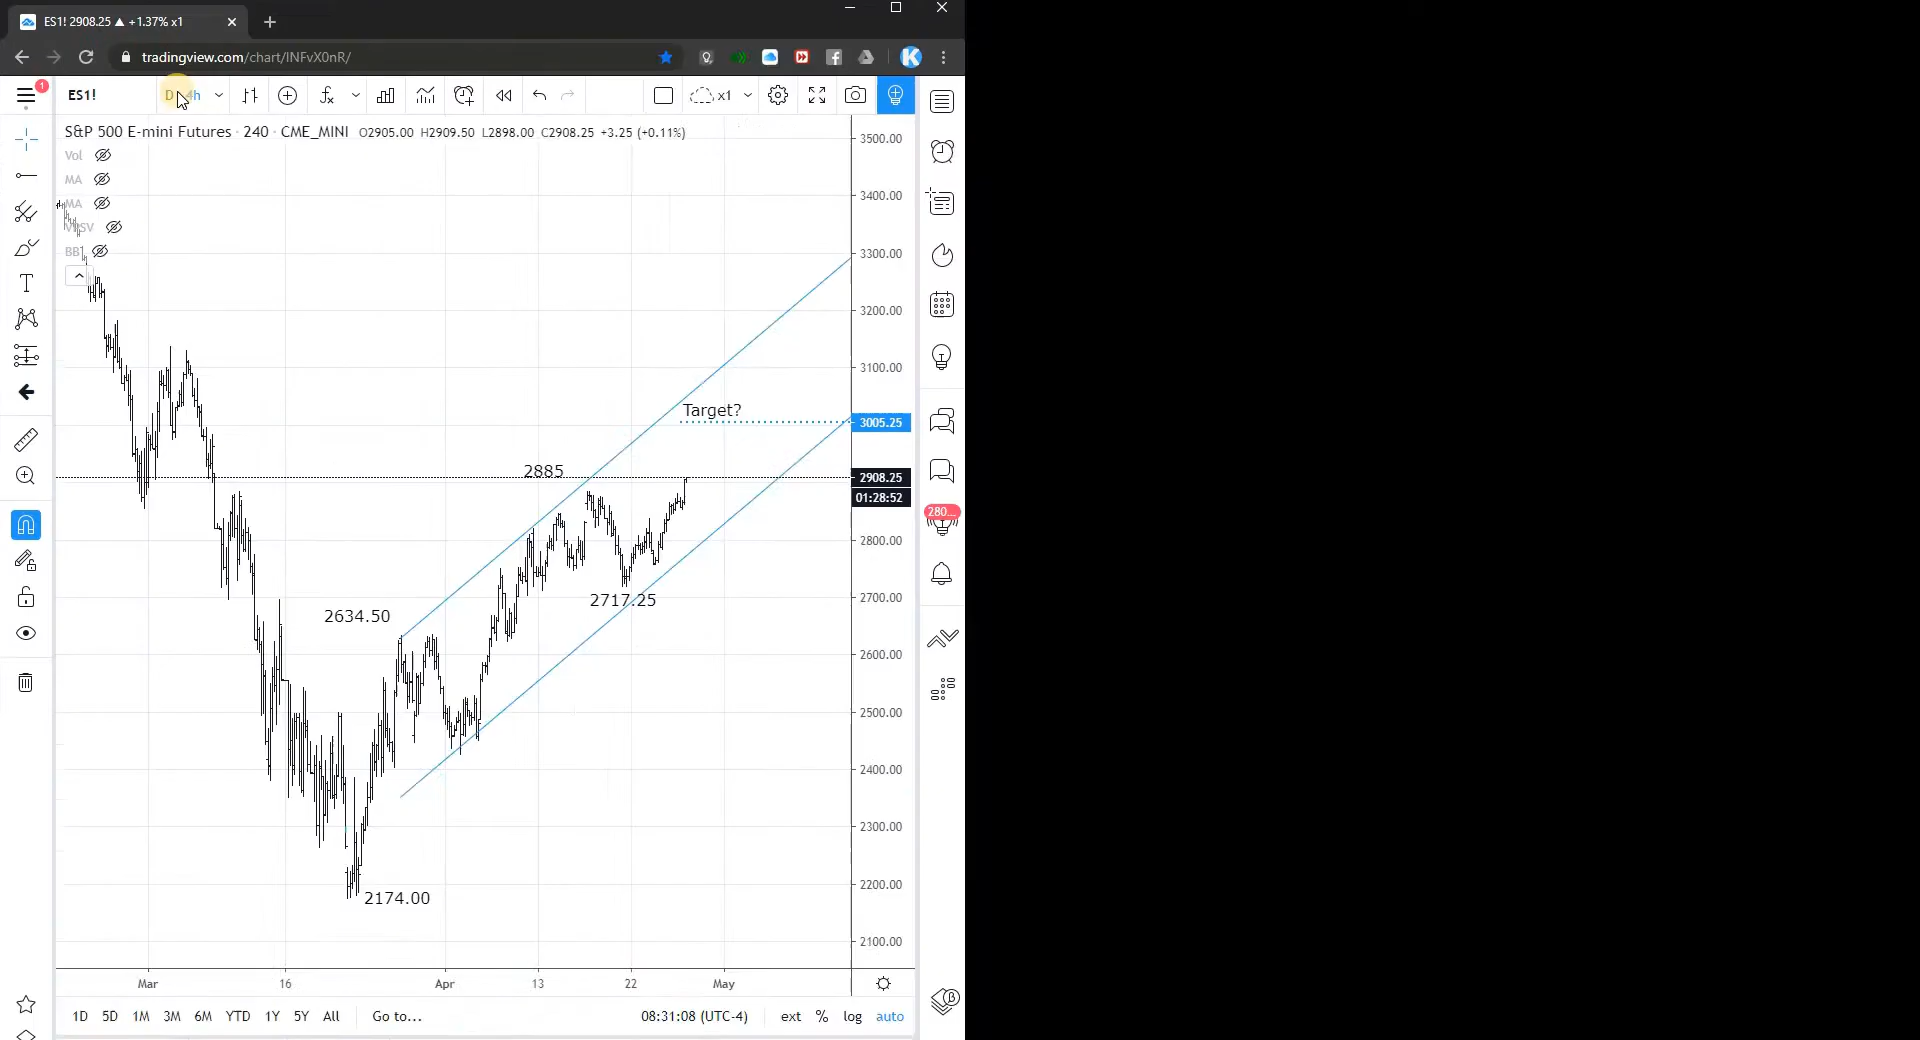 ES1! 2908.25 ▲ +1.37% x1
tradingview.com/chart/INFvX0nR/
K
1
ES1! D 4h x1
S&P 500 E-mini Futures · 240 · CME_MINI O2905.00 H2909.50 L2898.00 C2908.25 +3.25 (+0.11%)
Vol
MA
MA
BB
3500.00
3400.00
3300.00
3200.00
3100.00
Target?
3005.25
2885
2908.25
01:28:52
280...
2800.00
2717.25
2700.00
2634.50
2600.00
2500.00
2400.00
2300.00
2174.00
2200.00
2100.00
Mar 16 Apr 13 22 May
1D 5D 1M 3M 6M YTD 1Y 5Y All Go to... 08:31:08 (UTC-4) ext % log auto